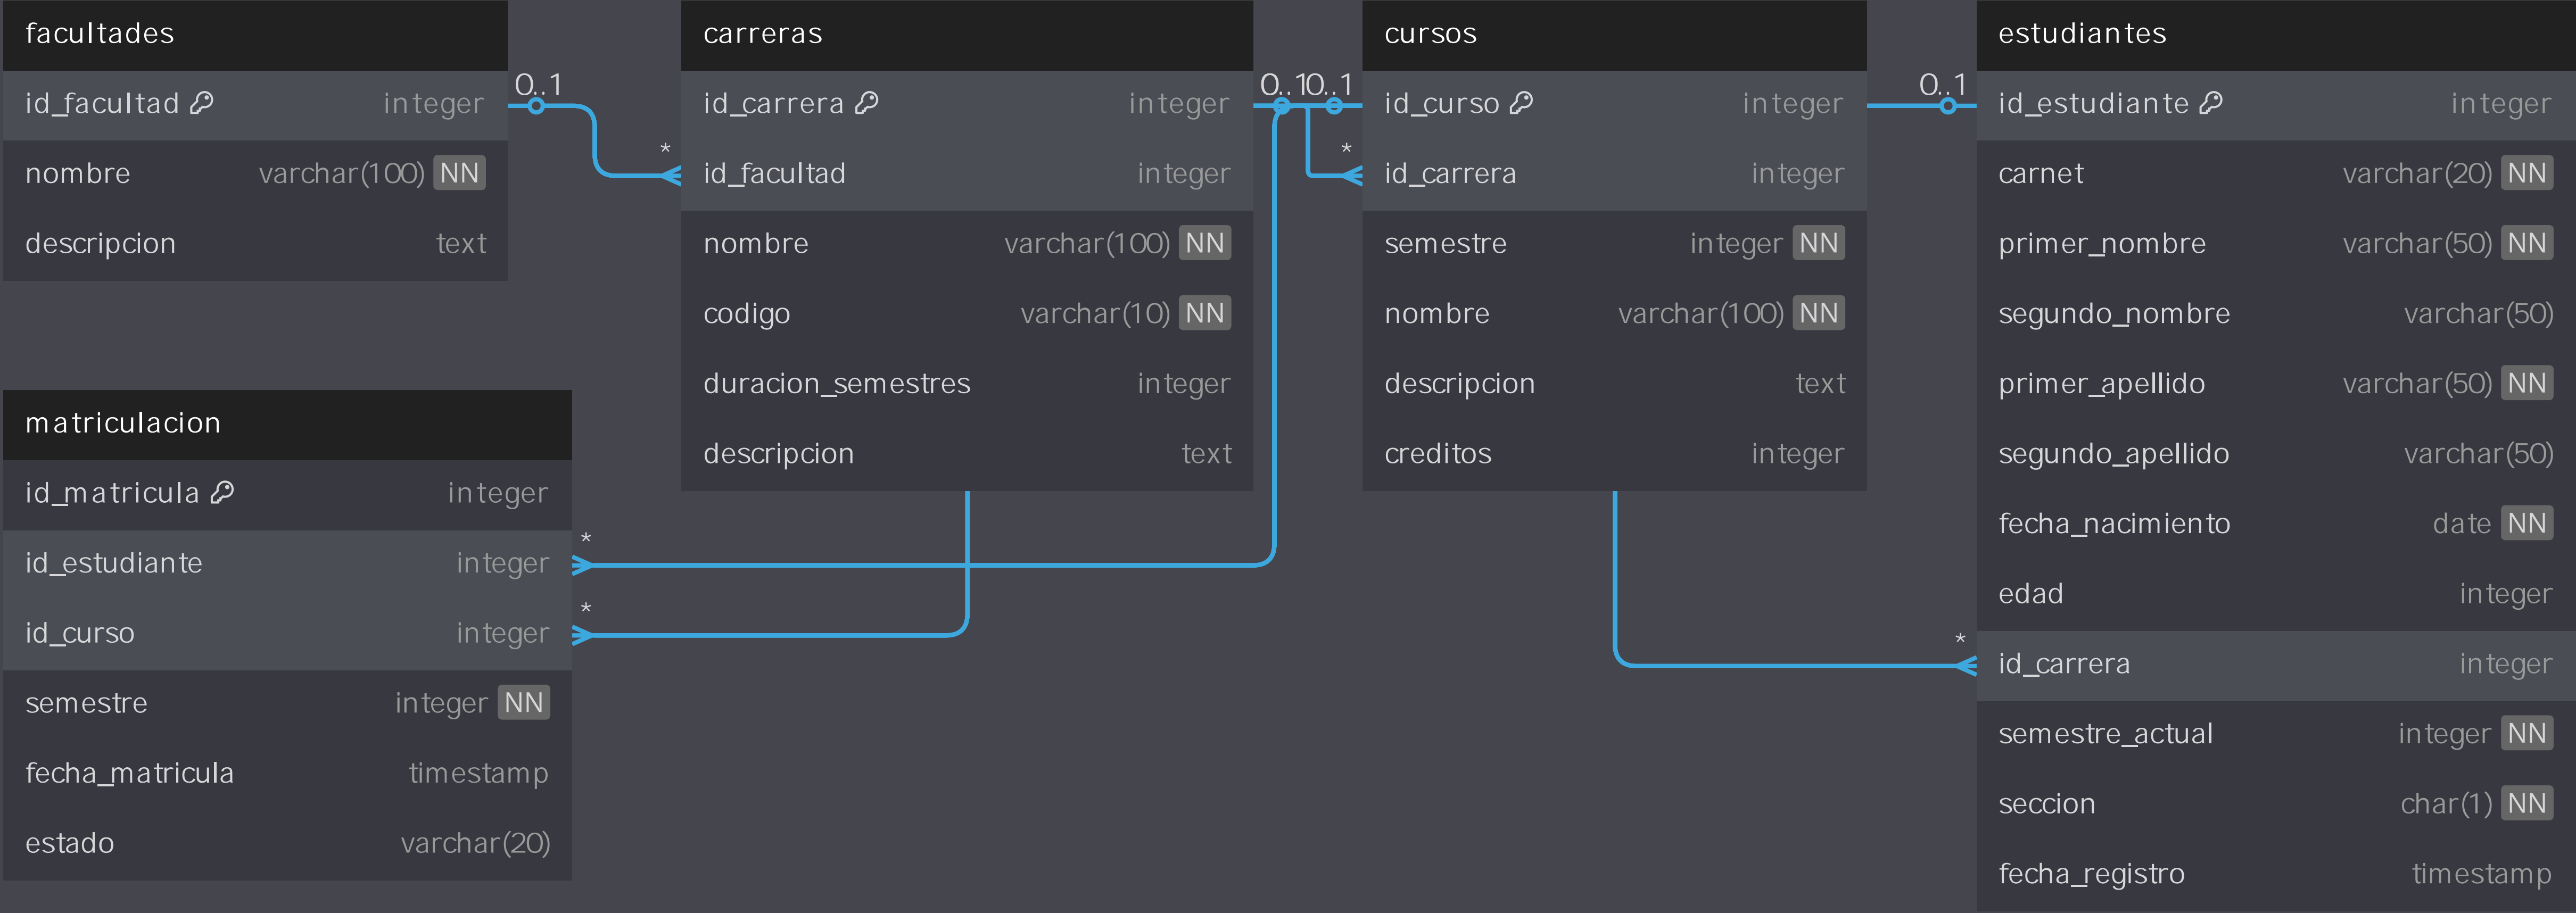 facultades
id_facultad integer
nombre varchar(100) NN
descripcion text
0..1
*
carreras
id_carrera integer
id_facultad integer
nombre varchar(100) NN
codigo varchar(10) NN
duracion_semestres integer
descripcion text
0..1
0..1
*
cursos
id_curso integer
id_carrera integer
semestre integer NN
nombre varchar(100) NN
descripcion text
creditos integer
0..1
*
estudiantes
id_estudiante integer
carnet varchar(20) NN
primer_nombre varchar(50) NN
segundo_nombre varchar(50)
primer_apellido varchar(50) NN
segundo_apellido varchar(50)
fecha_nacimiento date NN
edad integer
id_carrera integer
semestre_actual integer NN
seccion char(1) NN
fecha_registro timestamp
matriculacion
id_matricula integer
id_estudiante integer
id_curso integer
semestre integer NN
fecha_matricula timestamp
estado varchar(20)
*
*